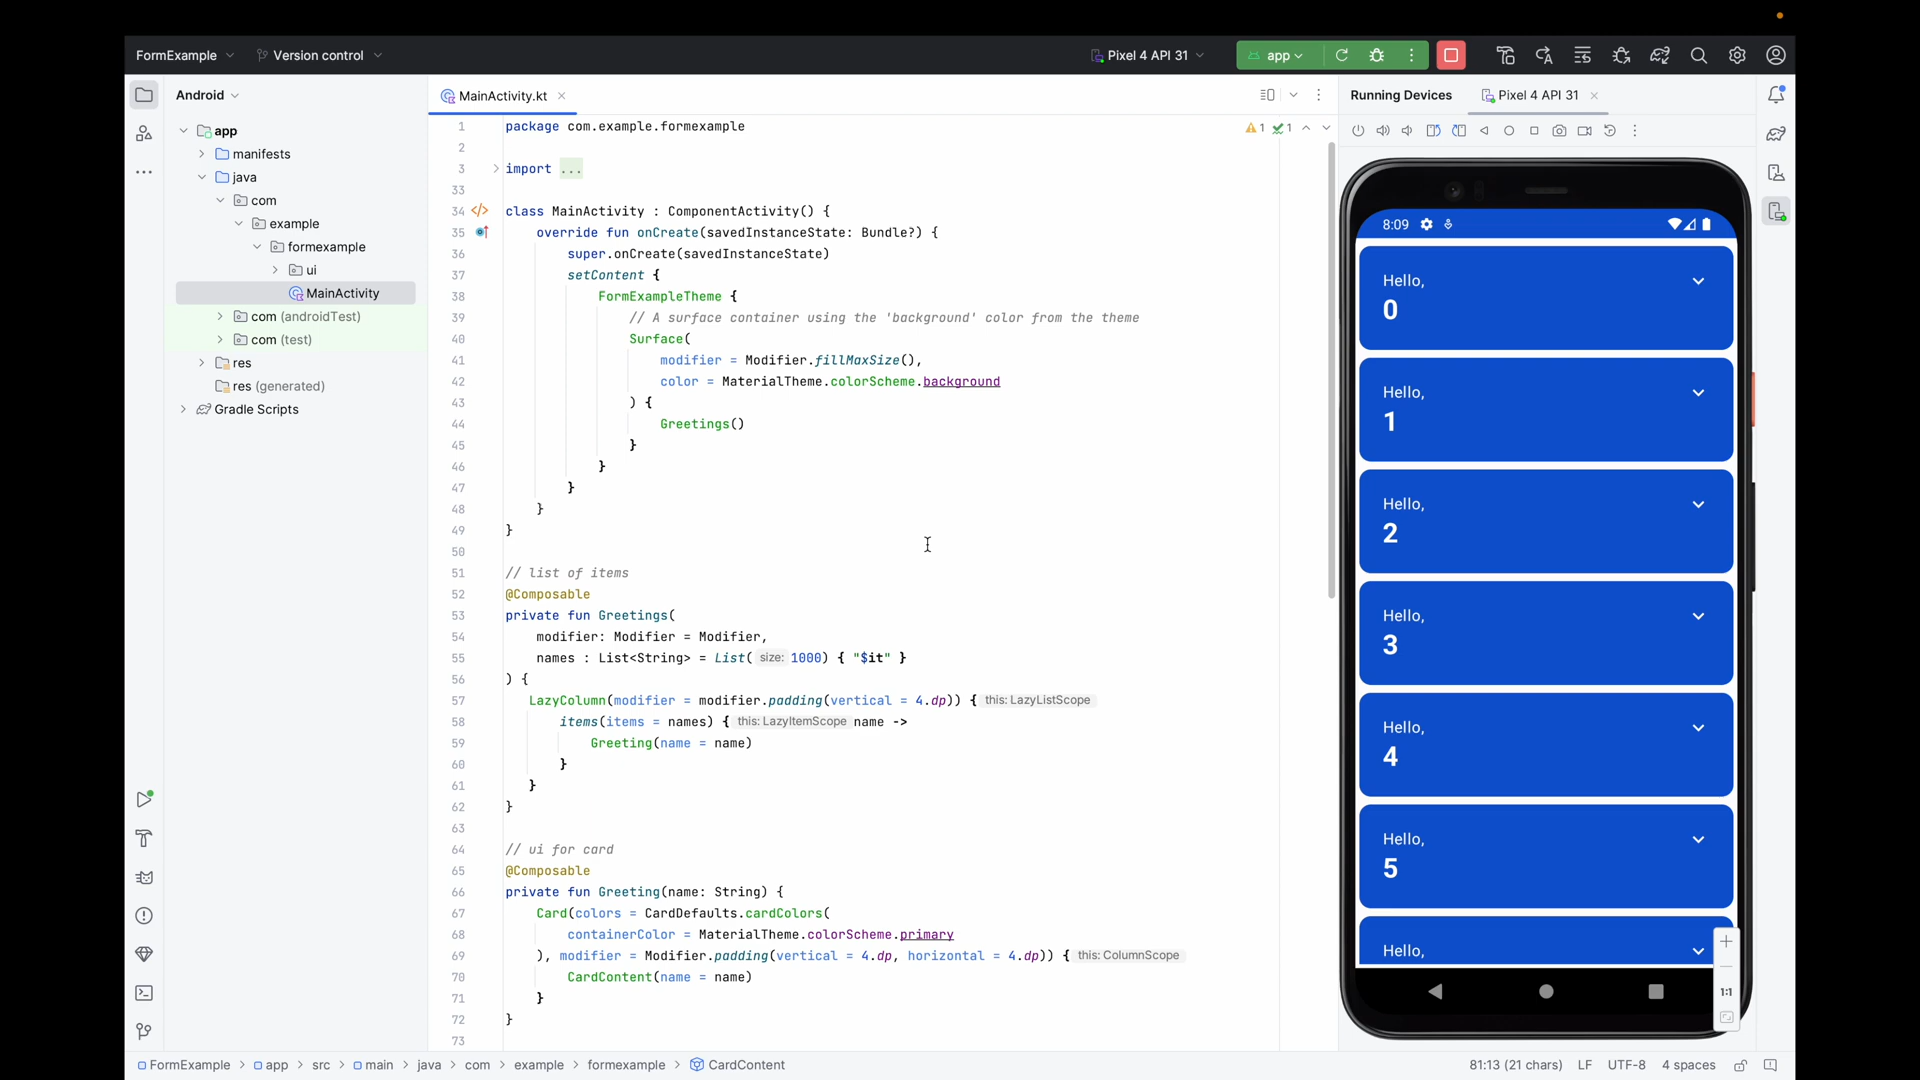 FormExample
Version control
Pixel 4 API 31
app
Android
MainActivity.kt
Running Devices
Pixel 4 API 31
app
manifests
java
com
example
formexample
ui
MainActivity
com (androidTest)
com (test)
res
res (generated)
Gradle Scripts
1 package com.example.formexample
1 1
2
3 import ...
33
34 class MainActivity : ComponentActivity() {
35 override fun onCreate(savedInstanceState: Bundle?) {
36 super.onCreate(savedInstanceState)
37 setContent {
38 FormExampleTheme {
39 // A surface container using the 'background' color from the theme
40 Surface(
41 modifier = Modifier.fillMaxSize(),
42 color = MaterialTheme.colorScheme.background
43 ) {
44 Greetings()
45 }
46 }
47 }
48 }
49 }
50
51 // list of items
52 @Composable
53 private fun Greetings(
54 modifier: Modifier = Modifier,
55 names : List<String> = List( size: 1000) { "$it" }
56 ) {
57 LazyColumn(modifier = modifier.padding(vertical = 4.dp)) { this: LazyListScope
58 items(items = names) { this: LazyItemScope name ->
59 Greeting(name = name)
60 }
61 }
62 }
63
64 // ui for card
65 @Composable
66 private fun Greeting(name: String) {
67 Card(colors = CardDefaults.cardColors(
68 containerColor = MaterialTheme.colorScheme.primary
69 ), modifier = Modifier.padding(vertical = 4.dp, horizontal = 4.dp)) { this: ColumnScope
70 CardContent(name = name)
71 }
72 }
73
8:09
Hello,
0
Hello,
1
Hello,
2
Hello,
3
Hello,
4
Hello,
5
Hello,
1:1
FormExample > app > src > main > java > com > example > formexample > CardContent
81:13 (21 chars) LF UTF-8 4 spaces